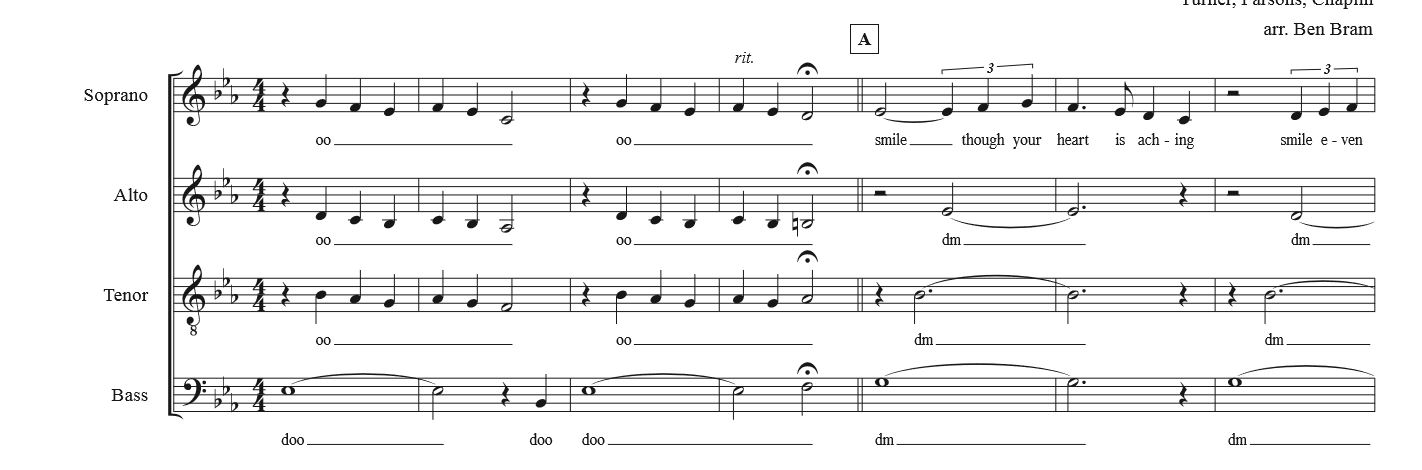 Turner, Parsons, Chaplin
arr. Ben Bram
A
rit.
Soprano
3
3
oo
oo
smile though your heart is ach - ing smile e - ven
Alto
oo
oo
dm
dm
Tenor
8
oo
oo
dm
dm
Bass
doo
doo
doo
dm
dm